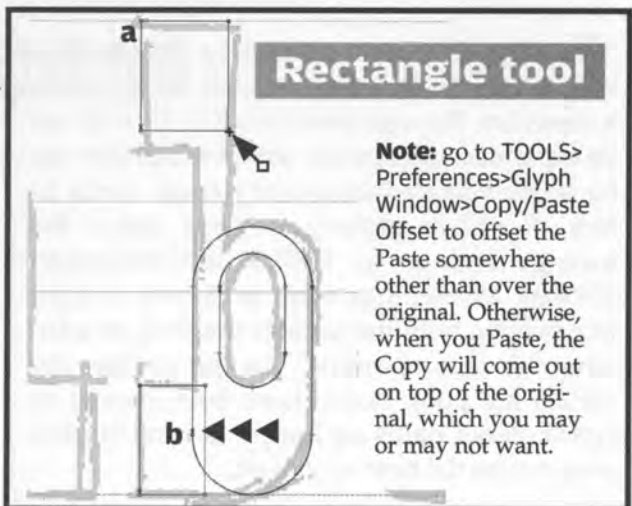 a
Rectangle tool
Note: go to TOOLS>
Preferences>Glyph
Window>Copy/Paste
Offset to offset the
Paste somewhere
other than over the
original. Otherwise,
when you Paste, the
Copy will come out
on top of the origi-
nal, which you may
or may not want.
b